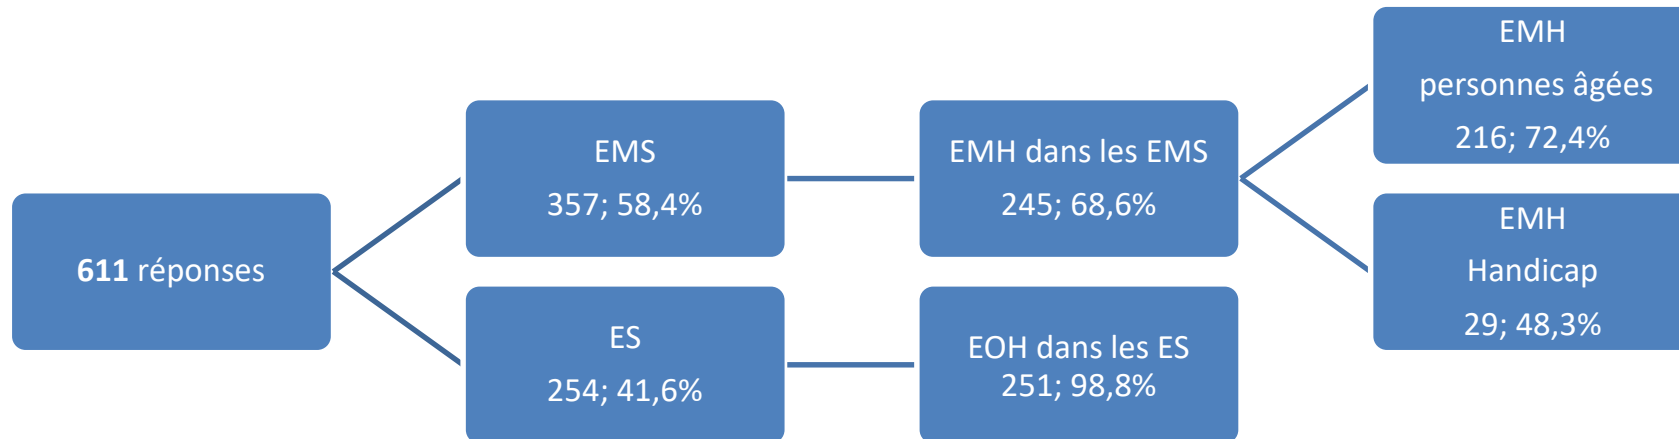 611 réponses
EMS
357; 58,4%
ES
254; 41,6%
EMH dans les EMS
245; 68,6%
EOH dans les ES
251; 98,8%
EMH
personnes âgées
216; 72,4%
EMH
Handicap
29; 48,3%